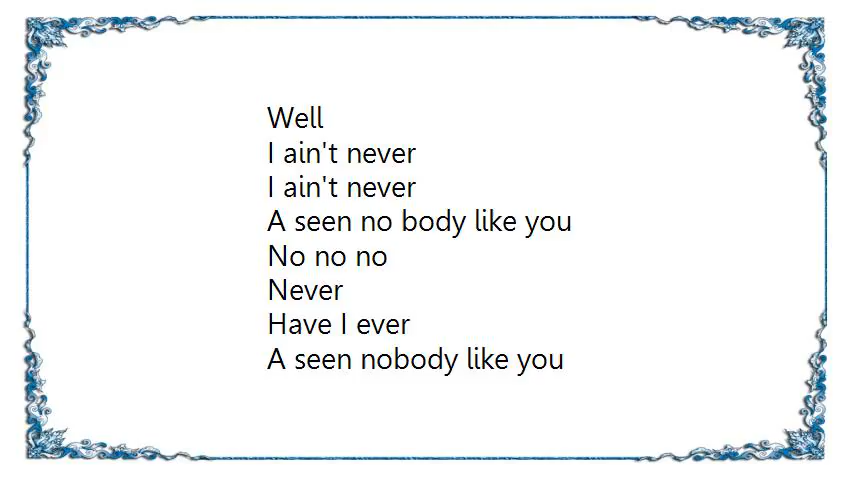 Well
I ain't never
I ain't never
A seen no body like you
No no no
Never
Have I ever
A seen nobody like you